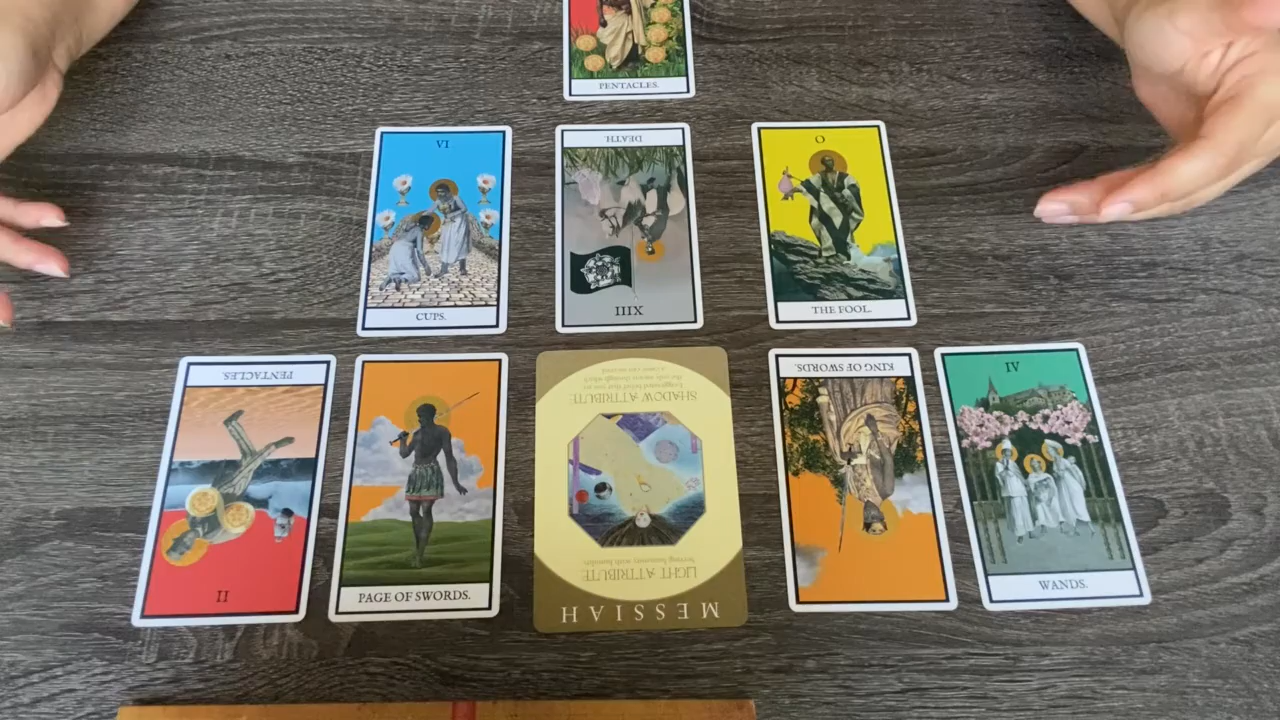 PENTACLES.
VI
CUPS.
DEATH.
XIII
O
THE FOOL.
PENTACLES.
II
PAGE OF SWORDS.
SHADOW ATTRIBUTE
LIGHT ATTRIBUTE
MESSIAH
KING OF SWORDS.
IV
WANDS.